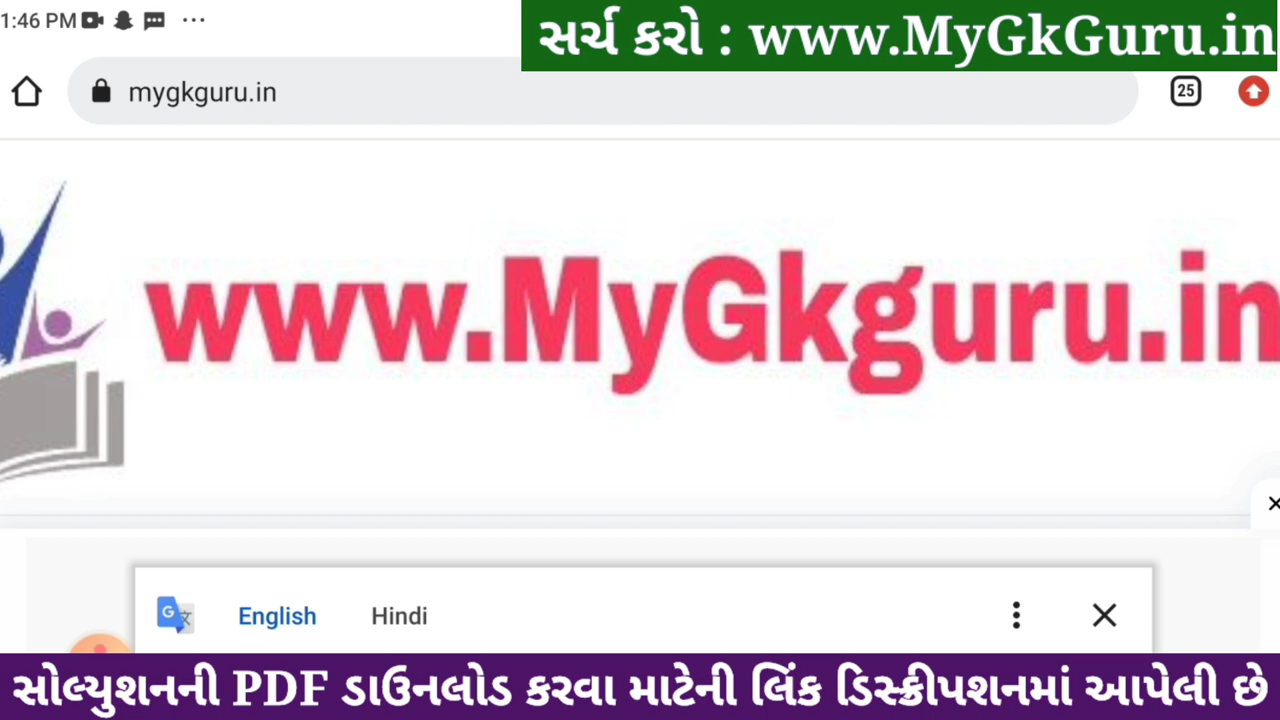 1:46 PM
સર્ચ કરો : www.MyGkGuru.in
mygkguru.in
25
www.MyGkguru.in
English Hindi
સોલ્યુશનની PDF ડાઉનલોડ કરવા માટેની લિંક ડિસ્ક્રીપશનમાં આપેલી છે